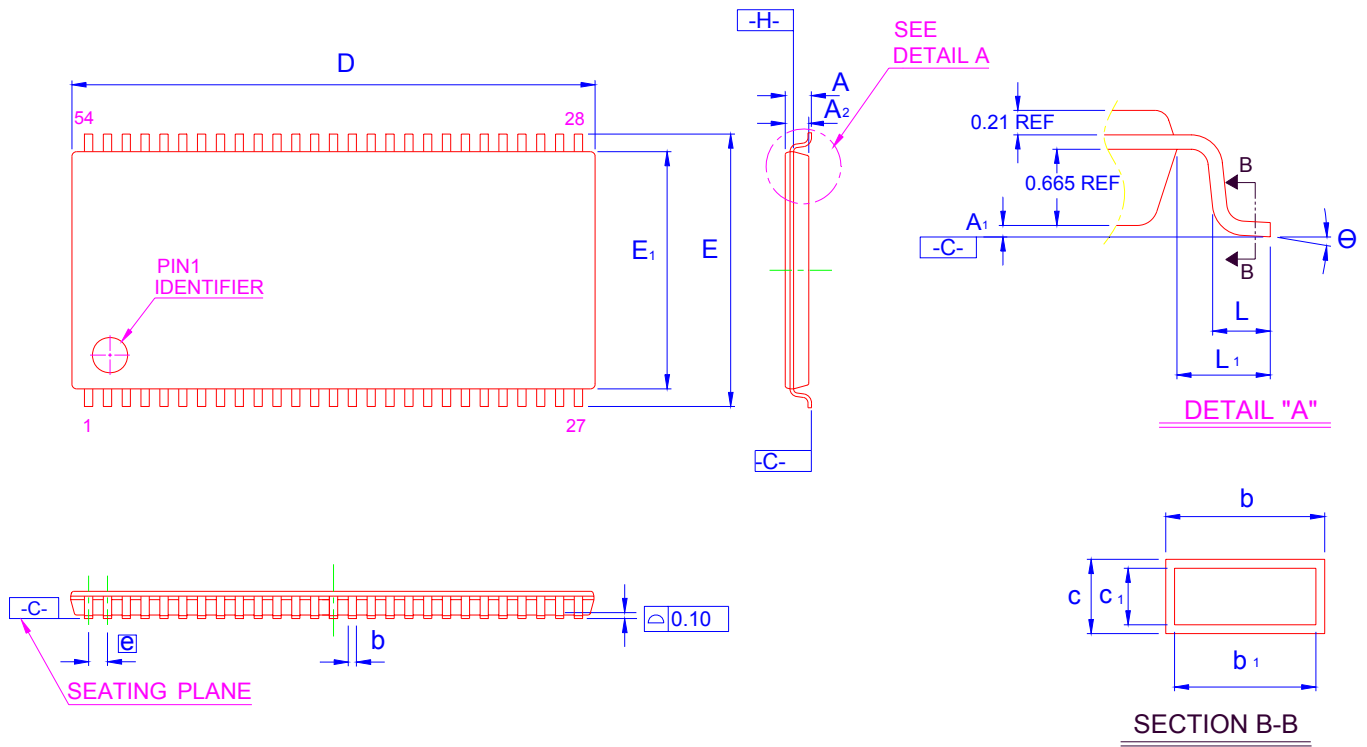 -H-
SEE
DETAIL A
D
A
A2
54
28
0.21 REF
B
0.665 REF
E1
E
A1
-C-
Θ
B
PIN1
IDENTIFIER
L
L1
1
27
DETAIL "A"
-C-
b
-C-
0.10
c
c1
e
b
b1
SEATING PLANE
SECTION B-B